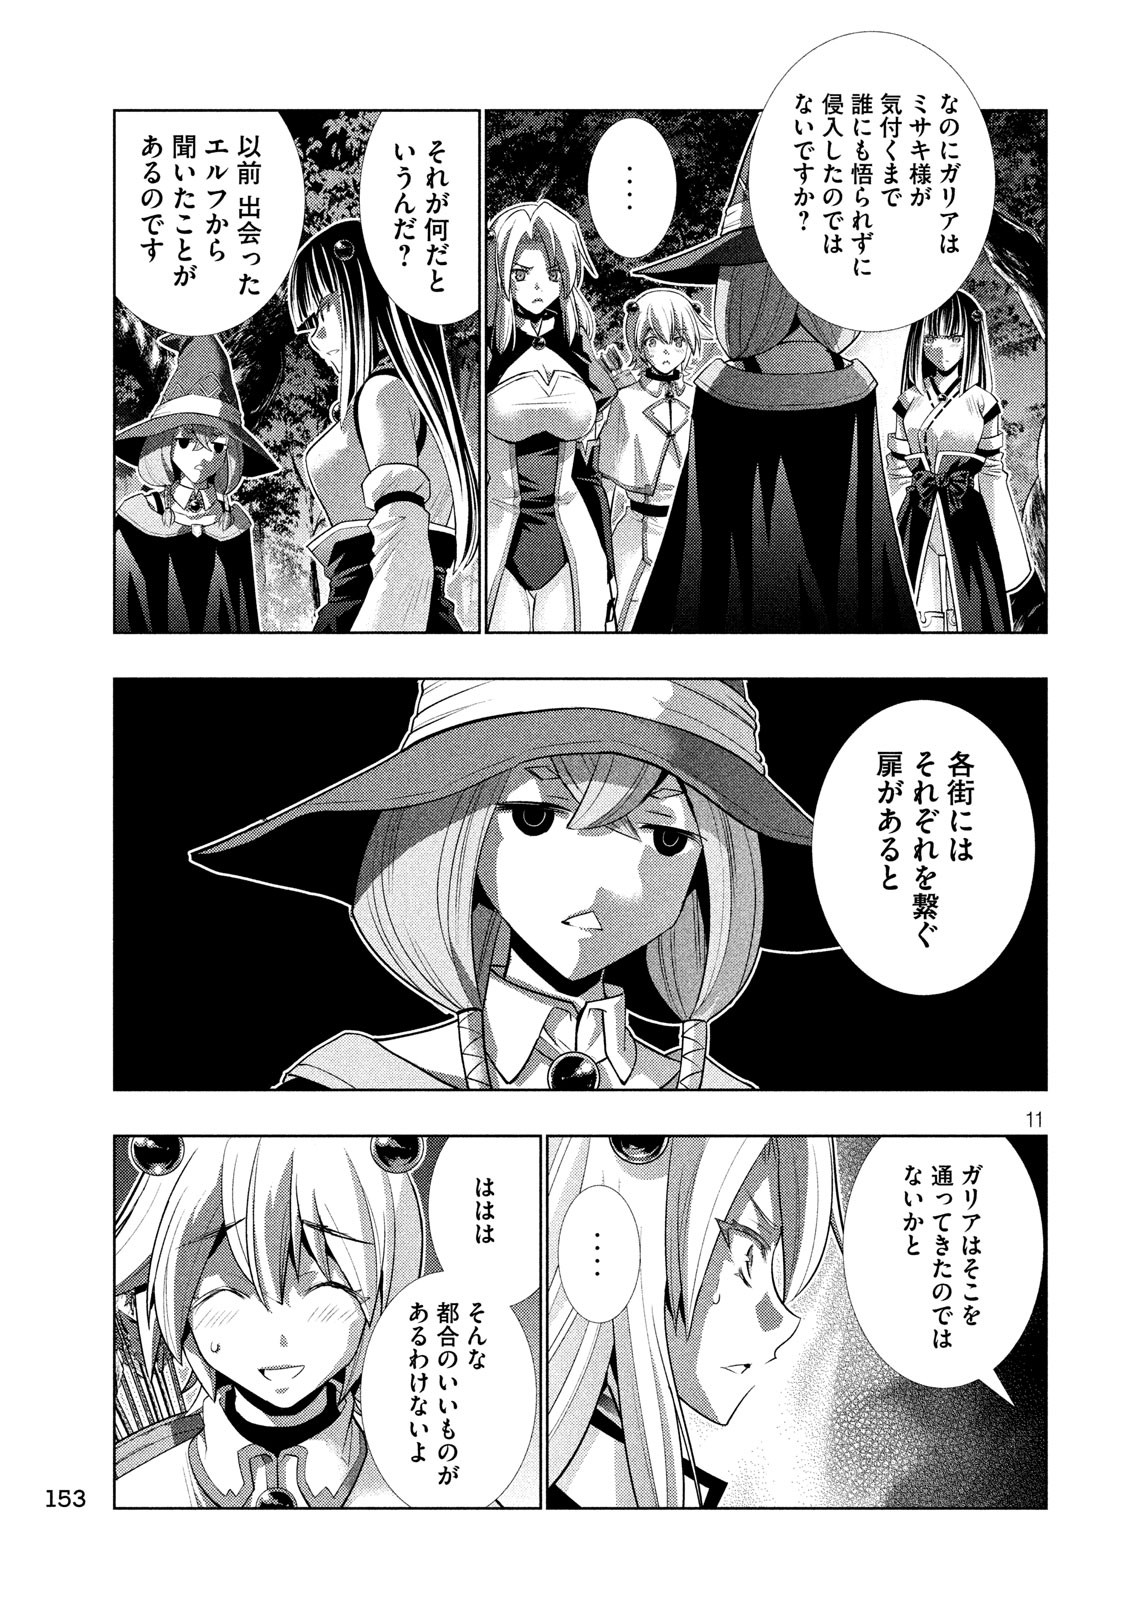 なのにガリアは
ミサキ様が
気付くまで
誰にも悟られずに
侵入したのでは
ないですか?
‥‥
それが何だと
いうんだ?
以前 出会った
エルフから
聞いたことが
あるのです
各街には
それぞれを繋ぐ
扉があると
11
ガリアはそこを
通ってきたのでは
ないかと
‥‥
ははは
そんな
都合のいいものが
あるわけないよ
153